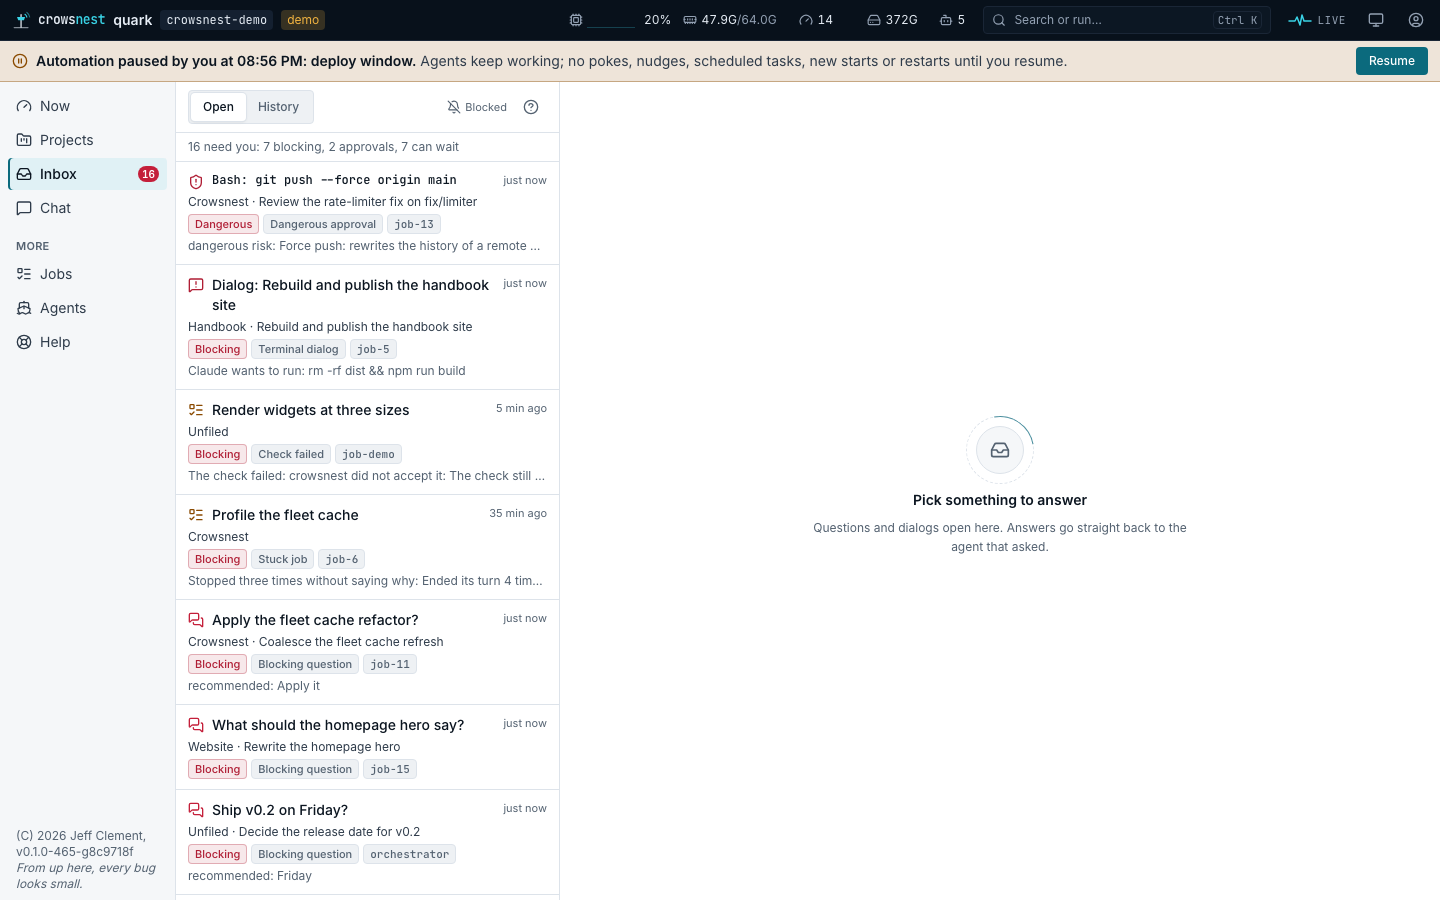 crowsnest quark crowsnest-demo demo 20% 47.9G/64.0G 14 372G 5 Search or run... Ctrl K LIVE
Automation paused by you at 08:56 PM: deploy window. Agents keep working; no pokes, nudges, scheduled tasks, new starts or restarts until you resume. Resume
Now
Projects
Inbox 16
Chat
MORE
Jobs
Agents
Help
(C) 2026 Jeff Clement,
v0.1.0-465-g8c9718f
From up here, every bug
looks small.
Open History Blocked
16 need you: 7 blocking, 2 approvals, 7 can wait
Bash: git push --force origin main just now
Crowsnest · Review the rate-limiter fix on fix/limiter
Dangerous Dangerous approval job-13
dangerous risk: Force push: rewrites the history of a remote ...
Dialog: Rebuild and publish the handbook just now
site
Handbook · Rebuild and publish the handbook site
Blocking Terminal dialog job-5
Claude wants to run: rm -rf dist && npm run build
Render widgets at three sizes 5 min ago
Unfiled
Blocking Check failed job-demo
The check failed: crowsnest did not accept it: The check still ...
Profile the fleet cache 35 min ago
Crowsnest
Blocking Stuck job job-6
Stopped three times without saying why: Ended its turn 4 tim...
Apply the fleet cache refactor? just now
Crowsnest · Coalesce the fleet cache refresh
Blocking Blocking question job-11
recommended: Apply it
What should the homepage hero say? just now
Website · Rewrite the homepage hero
Blocking Blocking question job-15
Ship v0.2 on Friday? just now
Unfiled · Decide the release date for v0.2
Blocking Blocking question orchestrator
recommended: Friday
Pick something to answer
Questions and dialogs open here. Answers go straight back to the
agent that asked.